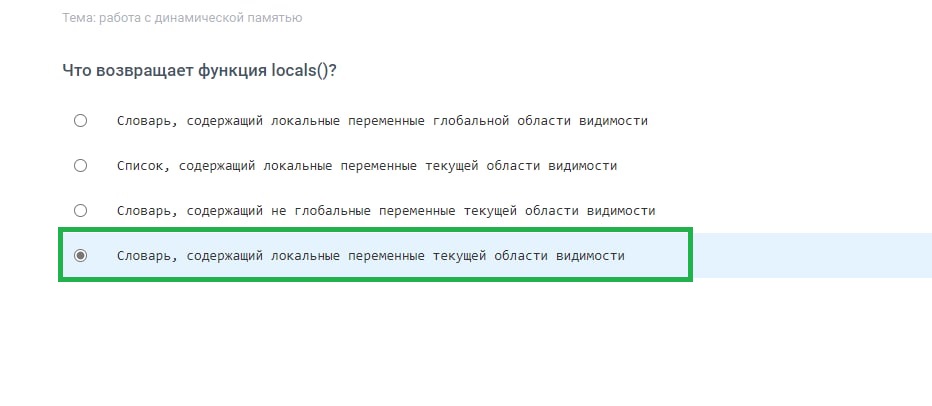 Тема: работа с динамической памятью
Что возвращает функция locals()?
Словарь, содержащий локальные переменные глобальной области видимости
Список, содержащий локальные переменные текущей области видимости
Словарь, содержащий не глобальные переменные текущей области видимости
Словарь, содержащий локальные переменные текущей области видимости